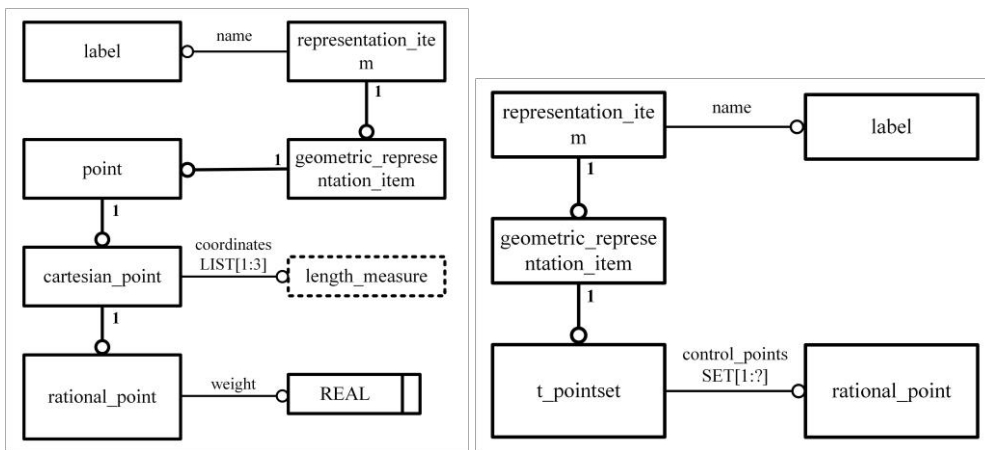 label
name
representation_ite
m
1
point
1
geometric_represe
ntation_item
1
cartesian_point
coordinates
LIST[1:3]
length_measure
1
rational_point
weight
REAL
representation_ite
m
name
label
1
geometric_represe
ntation_item
1
t_pointset
control_points
SET[1:?]
rational_point